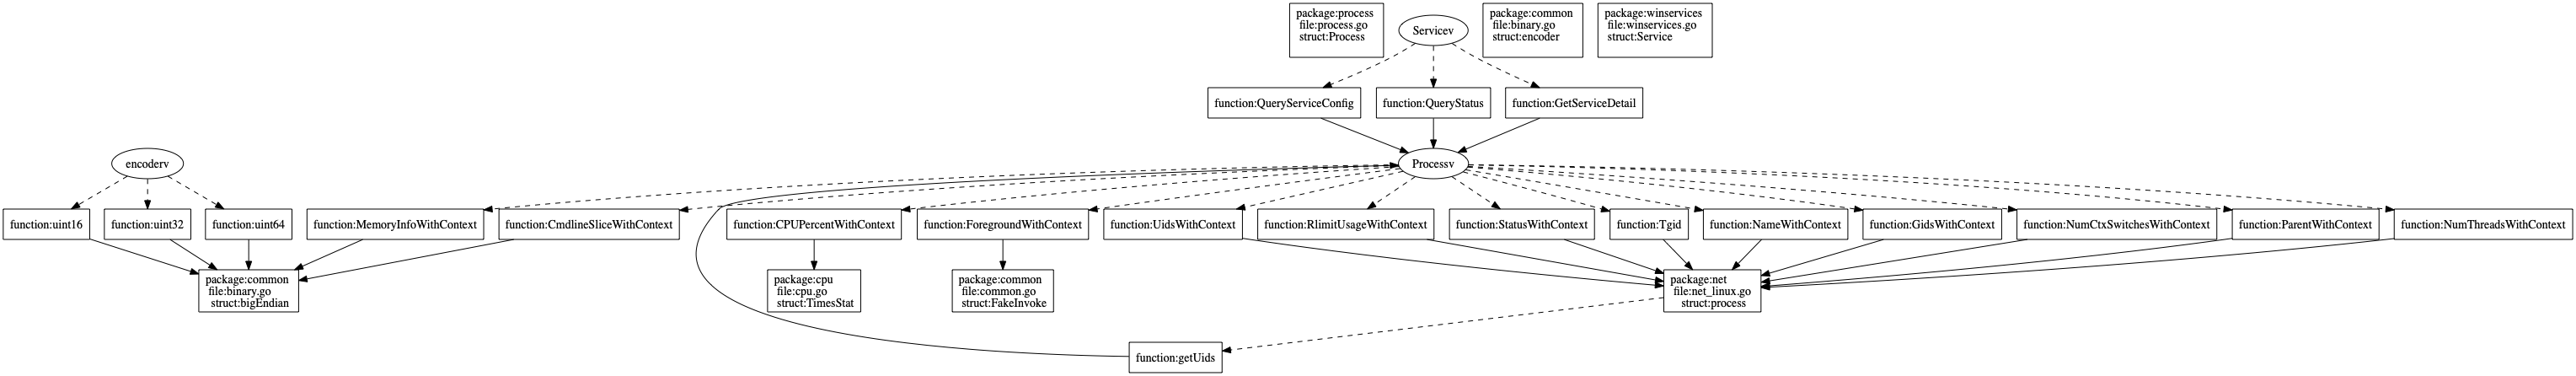 package:process
file:process.go
struct:Process
Servicev
package:common
file:binary.go
struct:encoder
package:winservices
file:winservices.go
struct:Service
function:QueryServiceConfig
function:QueryStatus
function:GetServiceDetail
encoderv
Processv
function:uint16
function:uint32
function:uint64
function:MemoryInfoWithContext
function:CmdlineSliceWithContext
function:CPUPercentWithContext
function:ForegroundWithContext
function:UidsWithContext
function:RlimitUsageWithContext
function:StatusWithContext
function:Tgid
function:NameWithContext
function:GidsWithContext
function:NumCtxSwitchesWithContext
function:ParentWithContext
function:NumThreadsWithContext
package:common
file:binary.go
struct:bigEndian
package:cpu
file:cpu.go
struct:TimesStat
package:common
file:common.go
struct:FakeInvoke
package:net
file:net_linux.go
struct:process
function:getUids